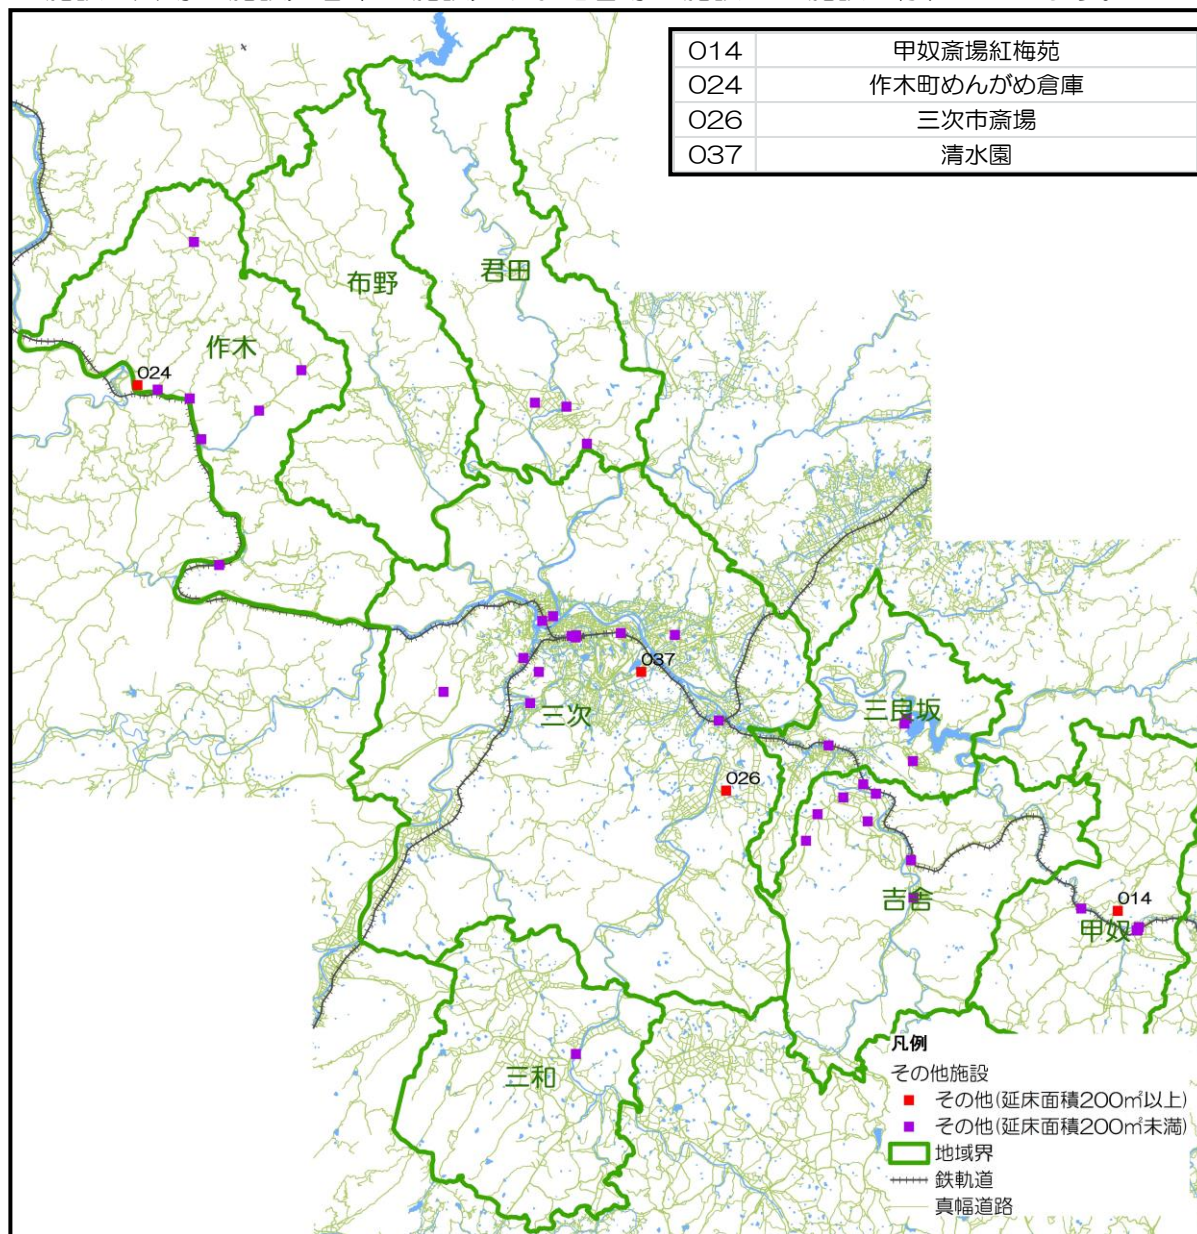 014 甲奴斎場紅梅苑
024 作木町めんがめ倉庫
026 三次市斎場
037 清水園
布野
君田
作木
024
037
三次
三良坂
026
吉舎
014
甲奴
三和
凡例
その他施設
その他(延床面積200㎡以上)
その他(延床面積200㎡未満)
地域界
鉄軌道
真幅道路